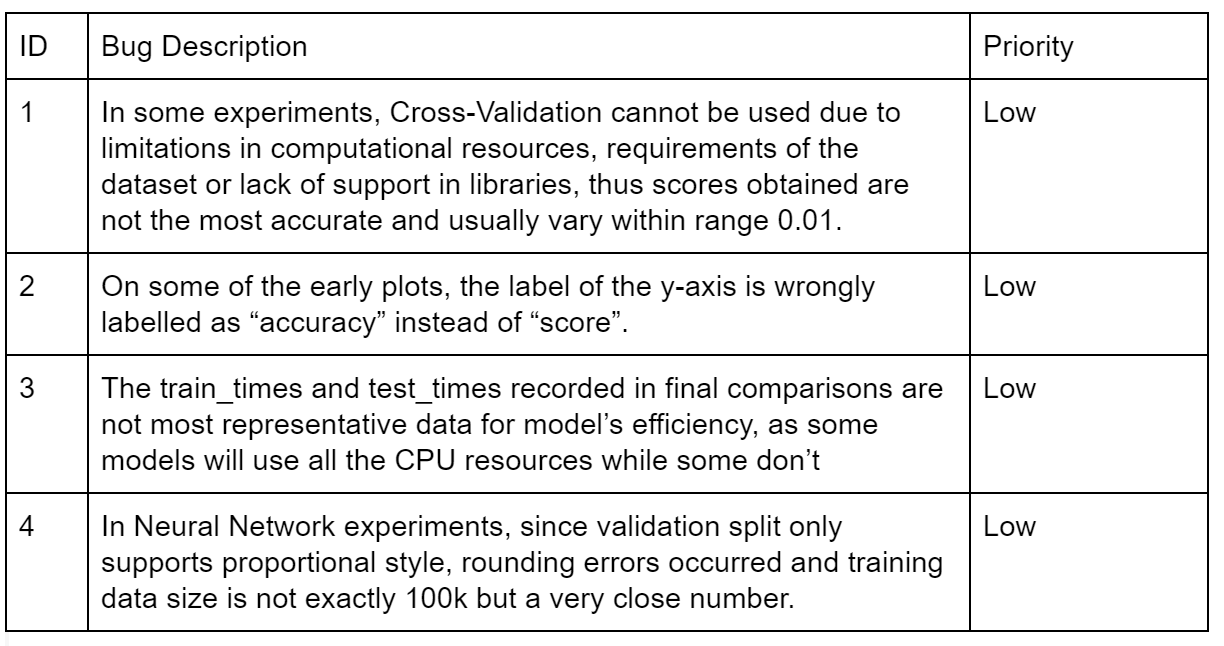 ID Bug Description Priority
1 In some experiments, Cross-Validation cannot be used due to Low
limitations in computational resources, requirements of the
dataset or lack of support in libraries, thus scores obtained are
not the most accurate and usually vary within range 0.01.
2 On some of the early plots, the label of the y-axis is wrongly Low
labelled as “accuracy” instead of “score”.
3 The train_times and test_times recorded in final comparisons are Low
not most representative data for model’s efficiency, as some
models will use all the CPU resources while some don’t
4 In Neural Network experiments, since validation split only Low
supports proportional style, rounding errors occurred and training
data size is not exactly 100k but a very close number.